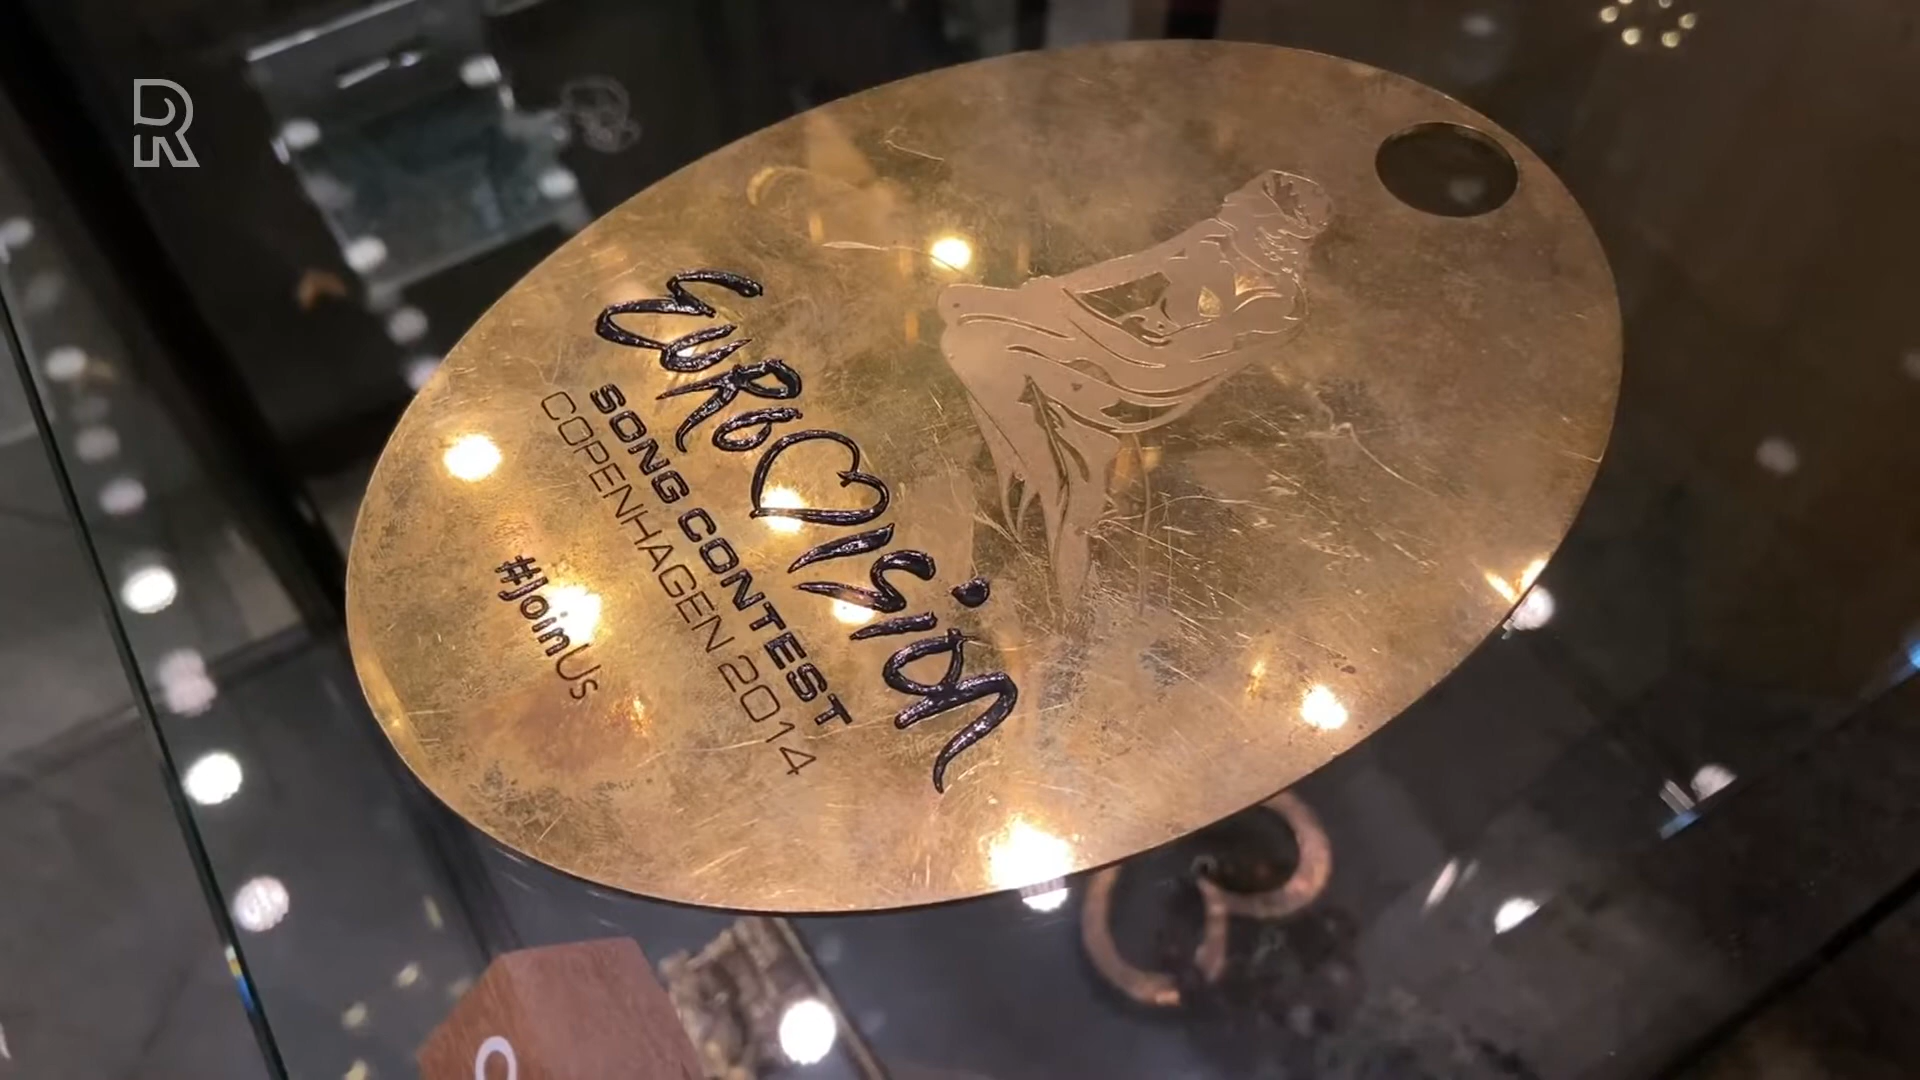 EUROVISION
SONG CONTEST
COPENHAGEN 2014
#JoinUs
R